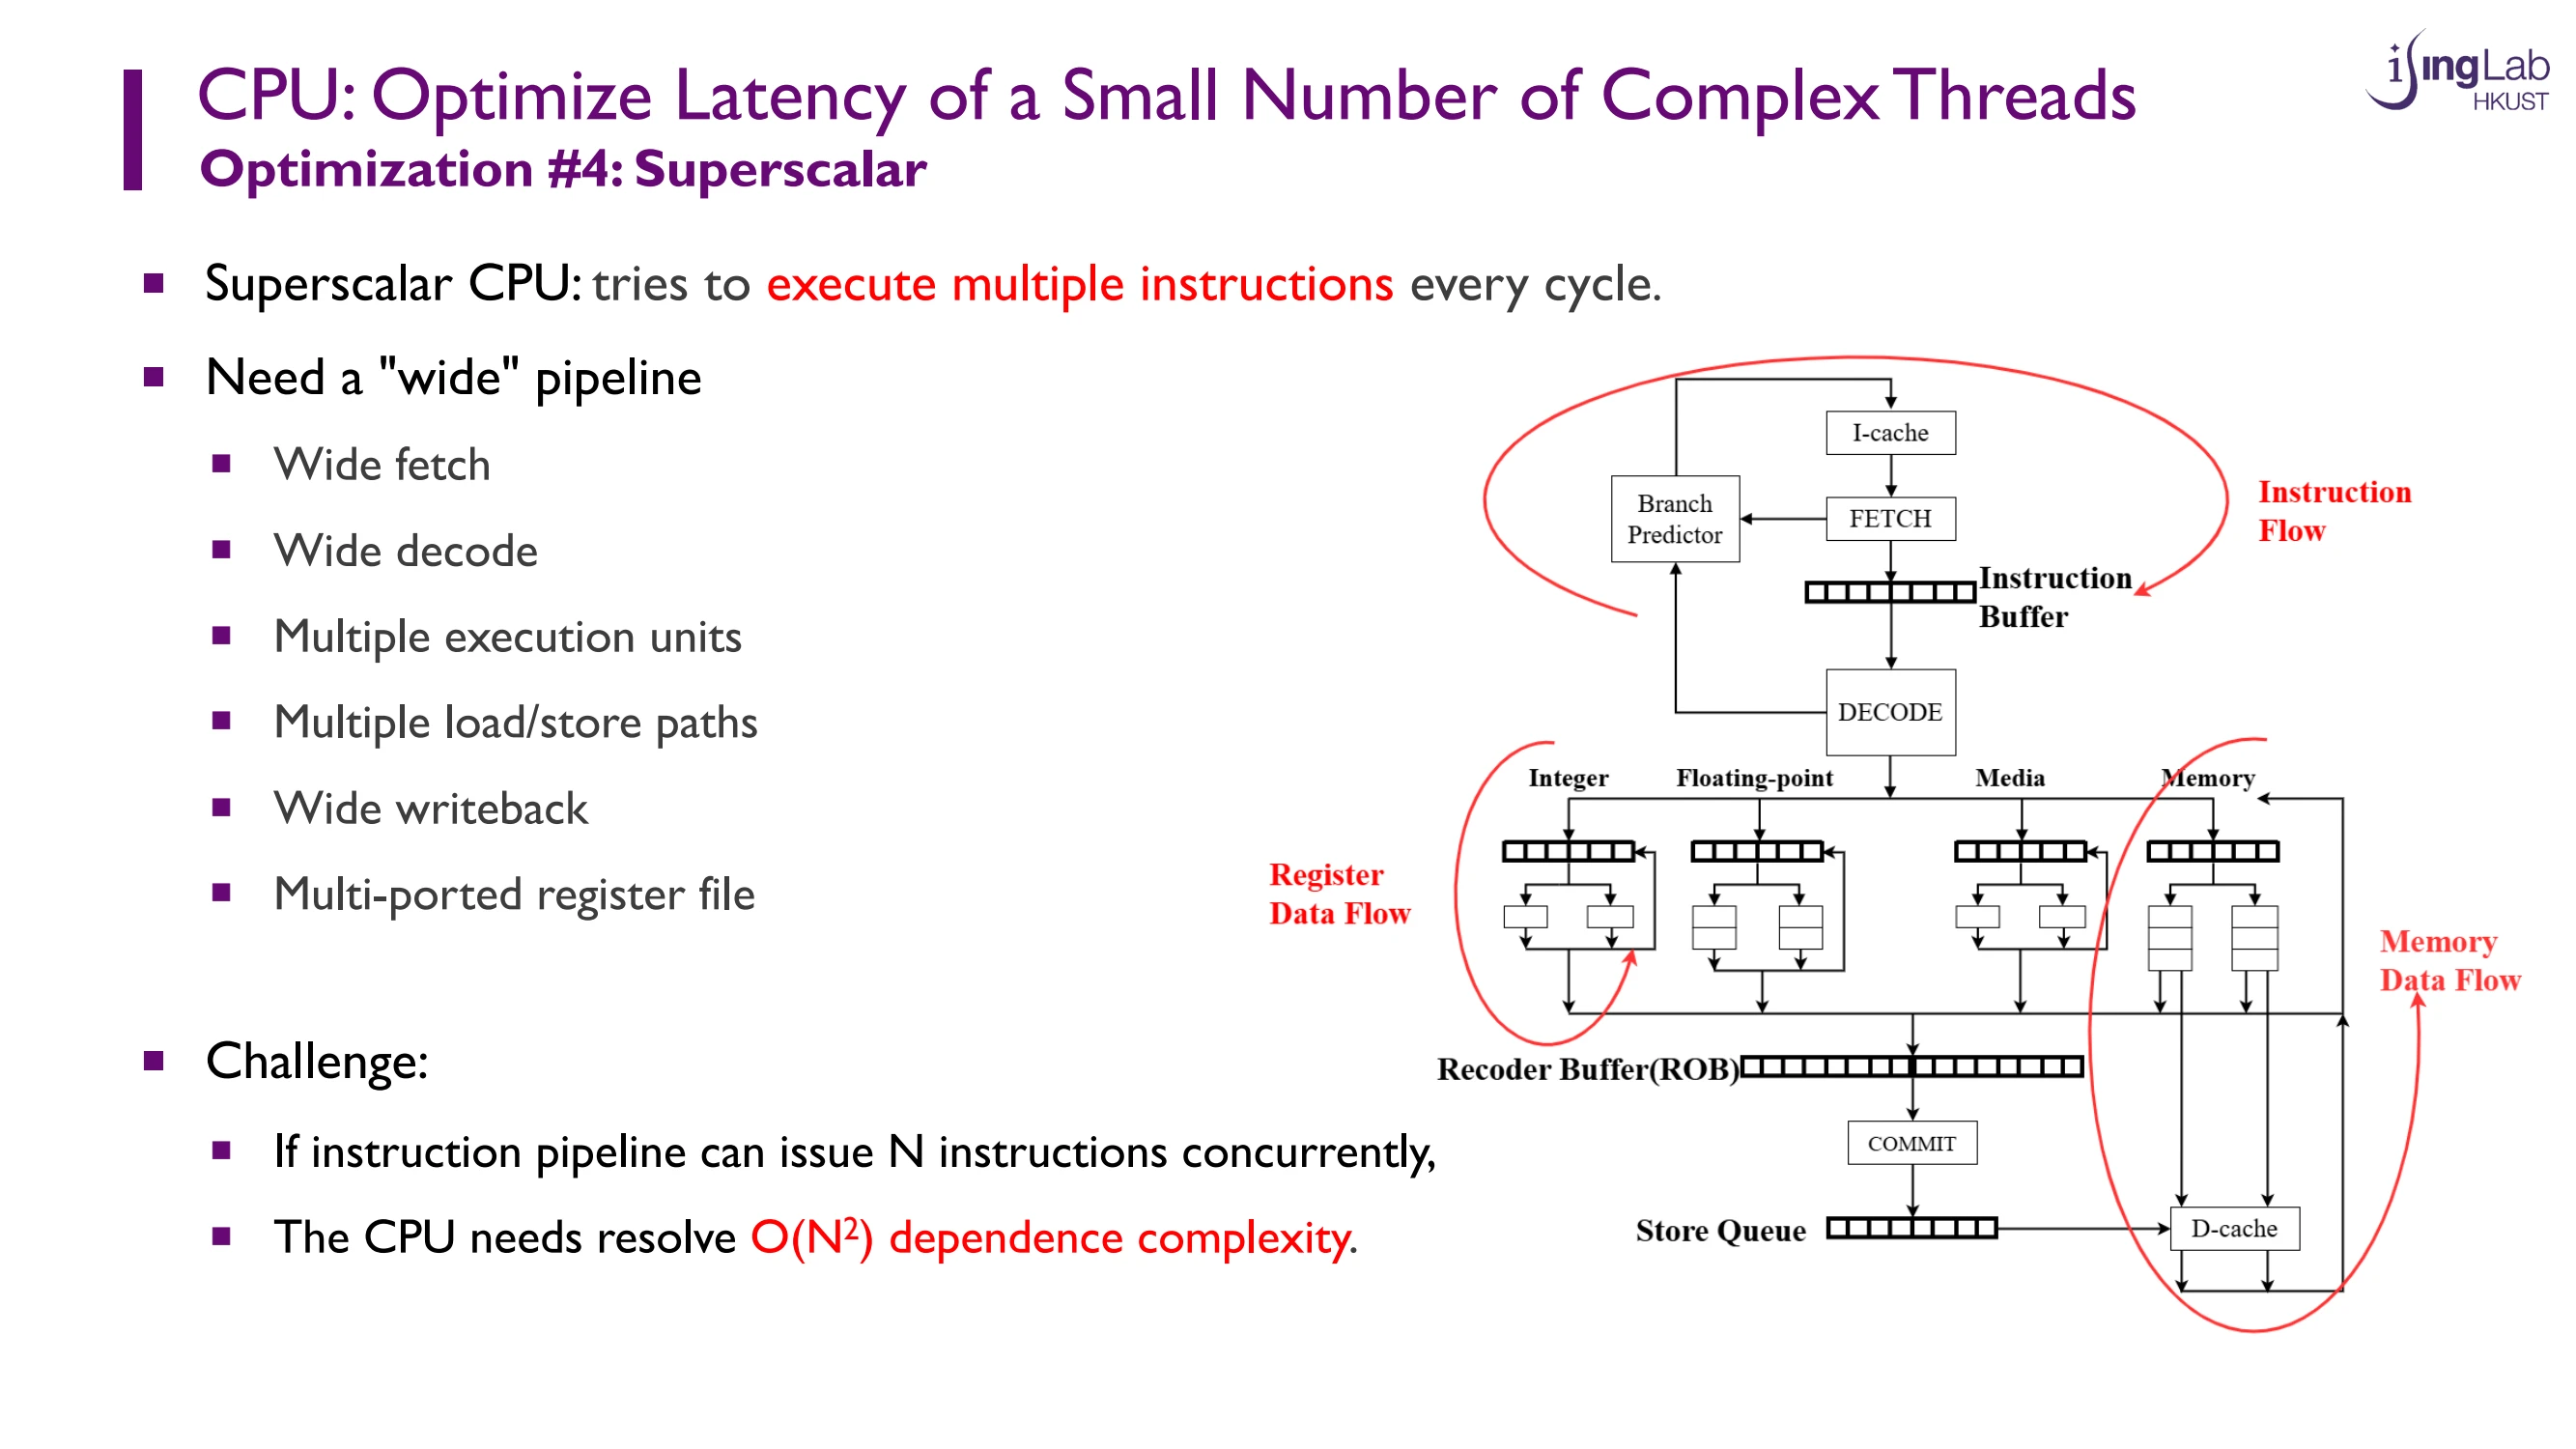 CPU: Optimize Latency of a Small Number of Complex Threads
Optimization #4: Superscalar
iSingLab
HKUST
Superscalar CPU: tries to execute multiple instructions every cycle.
Need a "wide" pipeline
Wide fetch
Wide decode
Multiple execution units
Multiple load/store paths
Wide writeback
Multi-ported register file
Challenge:
If instruction pipeline can issue N instructions concurrently,
The CPU needs resolve O(N²) dependence complexity.
I-cache
Branch
Predictor
FETCH
Instruction
Flow
Instruction
Buffer
DECODE
Integer
Floating-point
Media
Memory
Register
Data Flow
Memory
Data Flow
Recoder Buffer(ROB)
COMMIT
Store Queue
D-cache